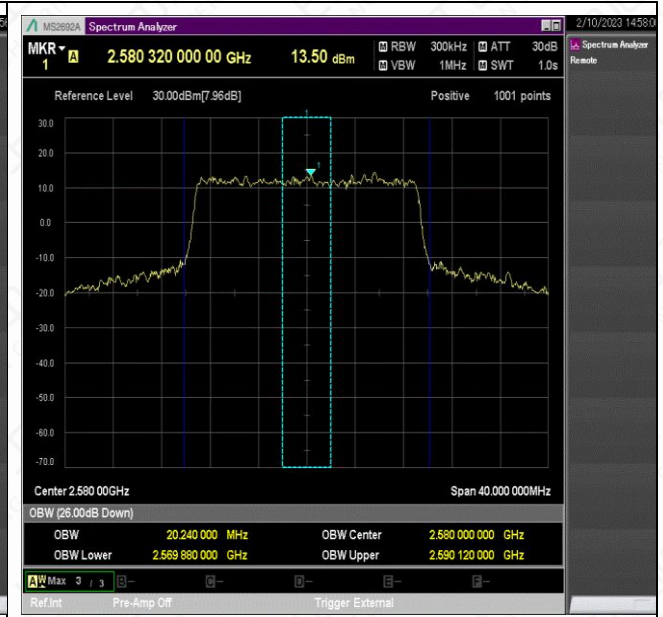 MS2692A Spectrum Analyzer
2/10/2023 14:58:0
MKR 1 A 2.580 320 000 00 GHz 13.50 dBm
M RBW 300kHz M ATT 30dB
M VBW 1MHz M SWT 1.0s
Spectrum Analyzer
Remote
Reference Level 30.00dBm[7.96dB] Positive 1001 points
1
30.0
20.0
1
10.0
0.0
-10.0
-20.0
-30.0
-40.0
-50.0
-60.0
-70.0
Center 2.580 00GHz Span 40.000 000MHz
OBW (26.00dB Down)
OBW 20.240 000 MHz OBW Center 2.580 000 000 GHz
OBW Lower 2.569 880 000 GHz OBW Upper 2.590 120 000 GHz
A W Max 3 / 3 B- C- D- E- F-
Ref.Int Pre-Amp Off Trigger External